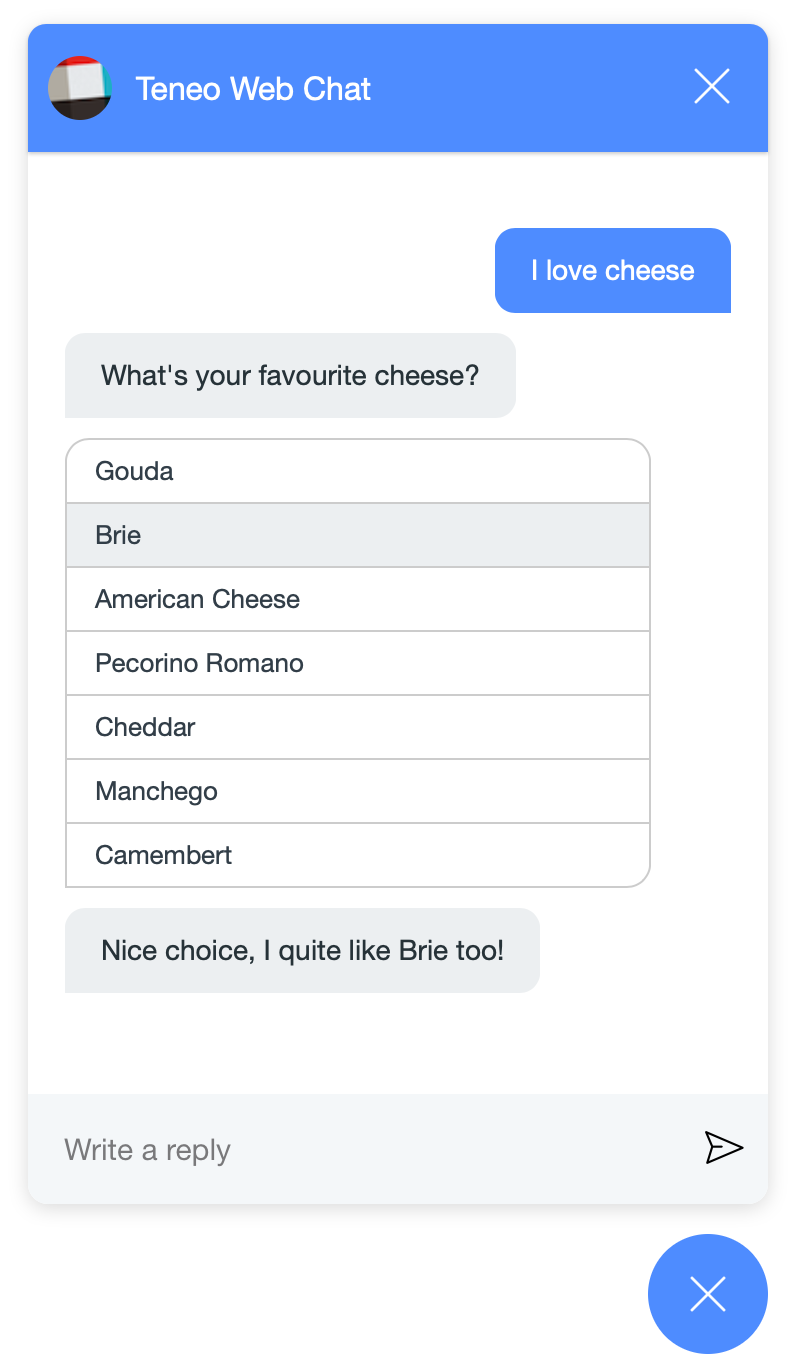 Teneo Web Chat
I love cheese
What's your favourite cheese?
Gouda
Brie
American Cheese
Pecorino Romano
Cheddar
Manchego
Camembert
Nice choice, I quite like Brie too!
Write a reply